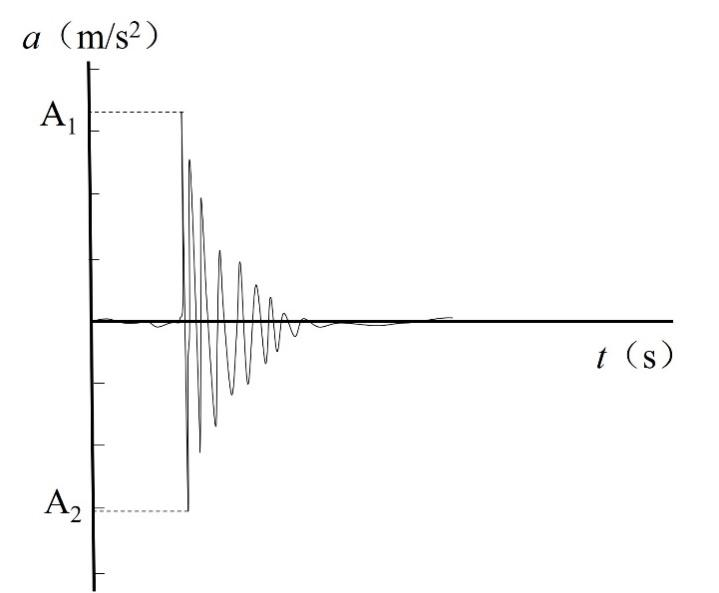 a（m/s²）
A₁
t（s）
A₂